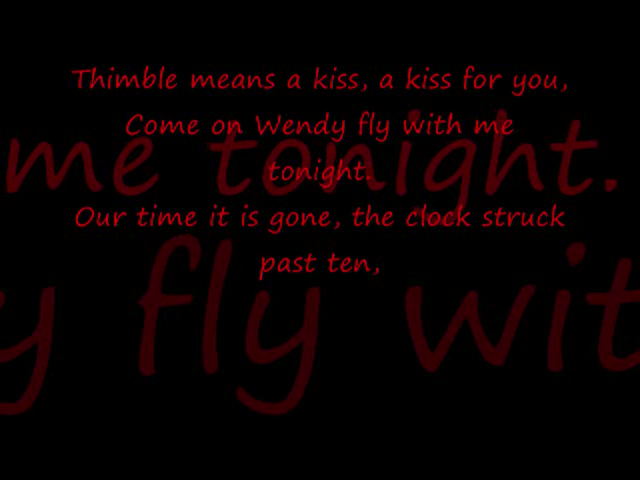 Thimble means a kiss, a kiss for you,
Come on Wendy fly with me
tonight.
Our time it is gone, the clock struck
past ten,
me tonight.
y fly wit